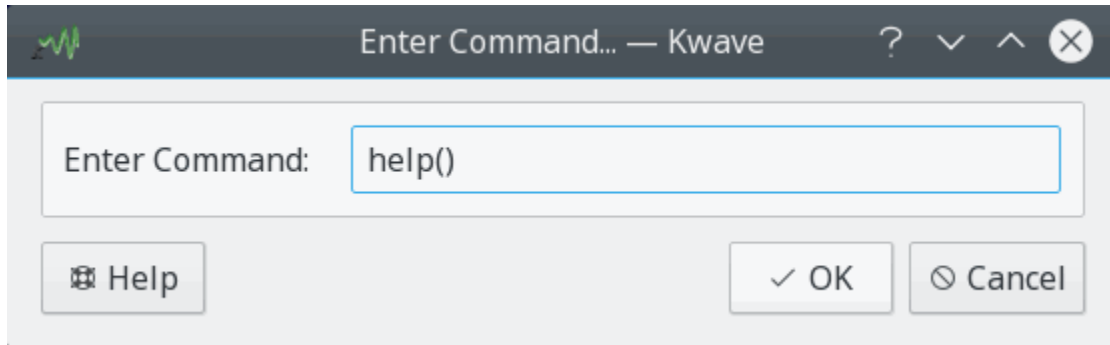 Enter Command... — Kwave
Enter Command: help()
Help OK Cancel